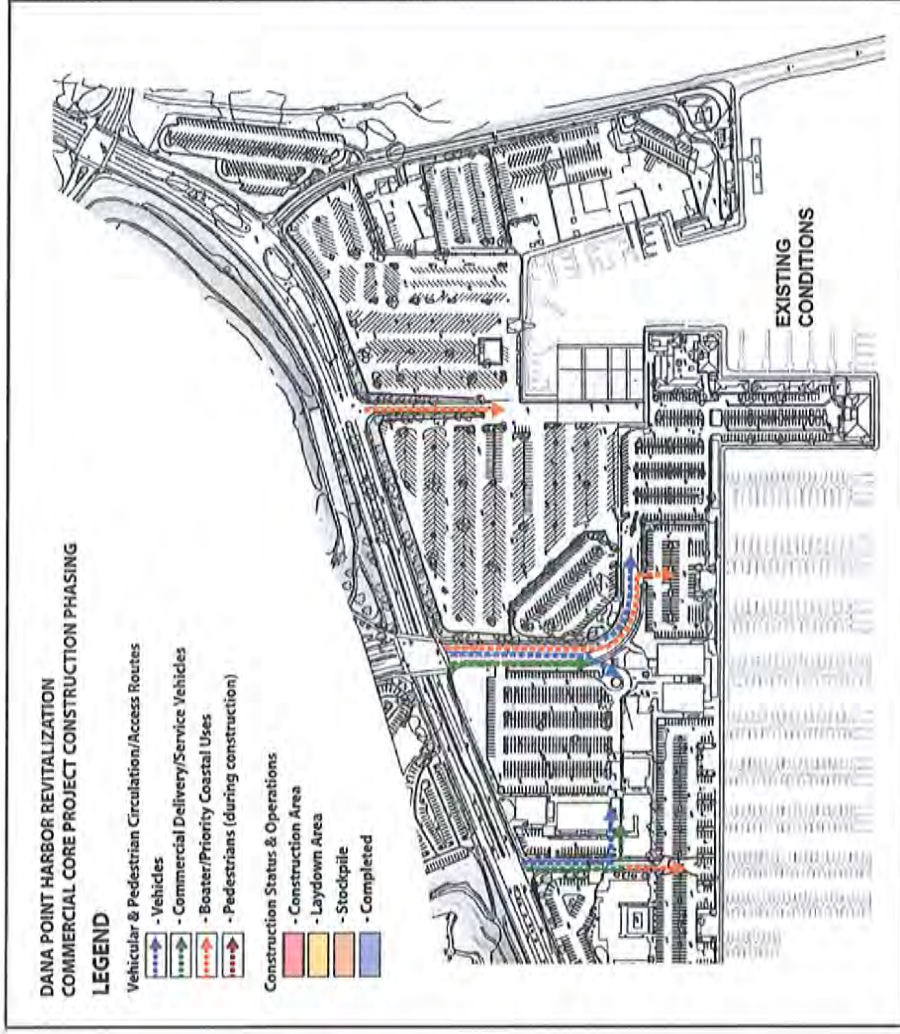 DANA POINT HARBOR REVITALIZATION
COMMERCIAL CORE PROJECT CONSTRUCTION PHASING
LEGEND
Vehicular & Pedestrian Circulation/Access Routes
- Vehicles
- Commercial Delivery/Service Vehicles
- Boater/Priority Coastal Uses
- Pedestrians (during construction)
Construction Status & Operations
- Construction Area
- Laydown Area
- Stockpile
- Completed
EXISTING
CONDITIONS